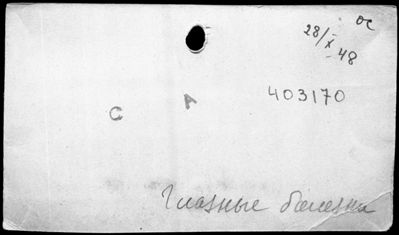 ОС
28/X 48
403170
С А
Глазные болезни